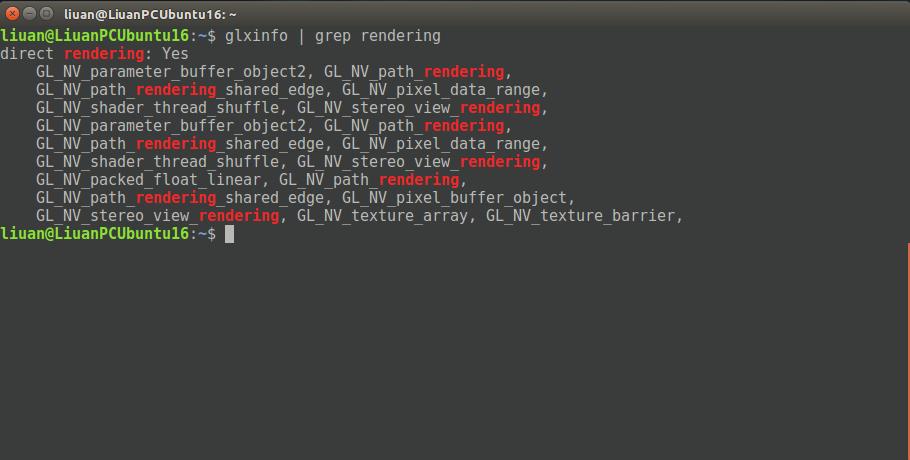 liuan@LiuanPCUbuntu16: ~
liuan@LiuanPCUbuntu16:~$ glxinfo | grep rendering
direct rendering: Yes
    GL_NV_parameter_buffer_object2, GL_NV_path_rendering,
    GL_NV_path_rendering_shared_edge, GL_NV_pixel_data_range,
    GL_NV_shader_thread_shuffle, GL_NV_stereo_view_rendering,
    GL_NV_parameter_buffer_object2, GL_NV_path_rendering,
    GL_NV_path_rendering_shared_edge, GL_NV_pixel_data_range,
    GL_NV_shader_thread_shuffle, GL_NV_stereo_view_rendering,
    GL_NV_packed_float_linear, GL_NV_path_rendering,
    GL_NV_path_rendering_shared_edge, GL_NV_pixel_buffer_object,
    GL_NV_stereo_view_rendering, GL_NV_texture_array, GL_NV_texture_barrier,
liuan@LiuanPCUbuntu16:~$